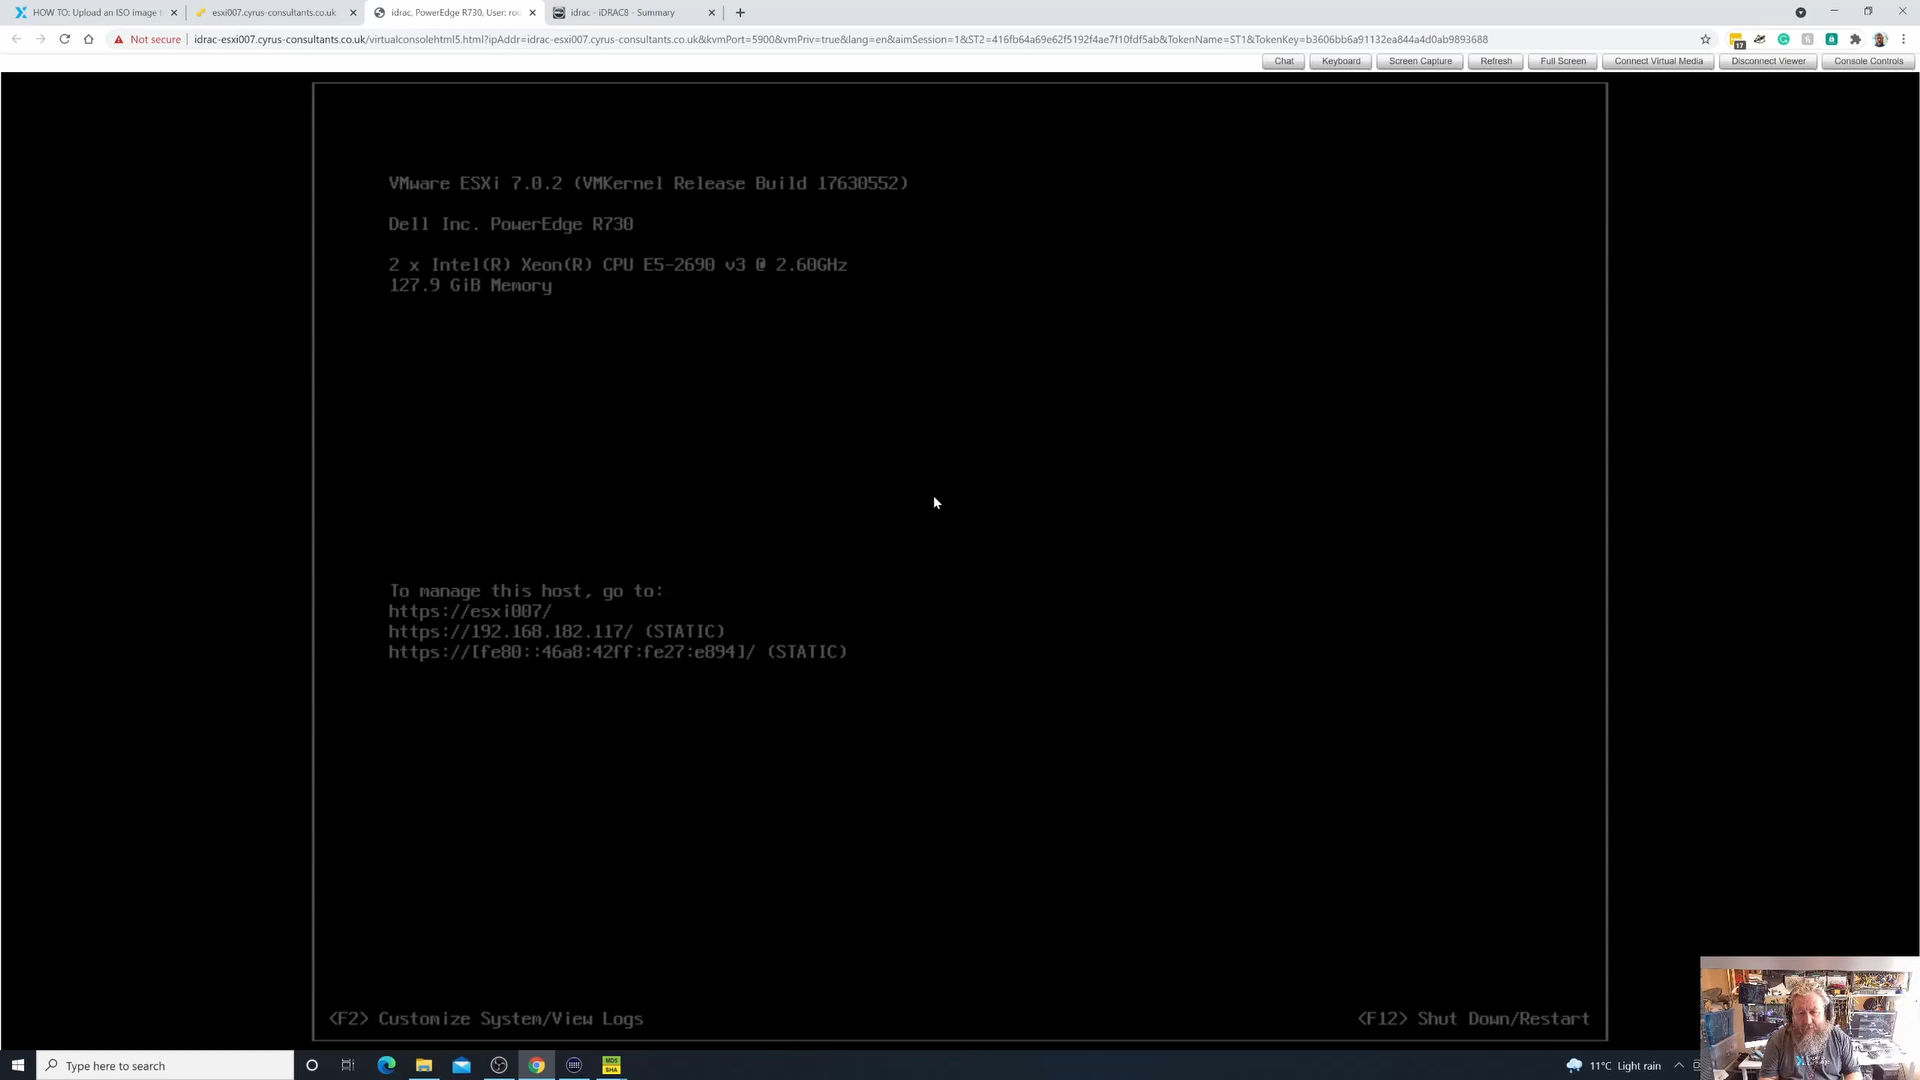 HOW TO: Upload an ISO image t
esxi007.cyrus-consultants.co.uk
idrac, PowerEdge R730, User: roo
idrac - iDRAC8 - Summary
Not secure
idrac-esxi007.cyrus-consultants.co.uk/virtualconsolehtml5.html?ipAddr=idrac-esxi007.cyrus-consultants.co.uk&kvmPort=5900&vmPriv=true&lang=en&aimSession=1&ST2=416fb64a69e62f5192f4ae7f10fdf5ab&TokenName=ST1&TokenKey=b3606bb6a91132ea844a4d0ab9893688
17
Chat
Keyboard
Screen Capture
Refresh
Full Screen
Connect Virtual Media
Disconnect Viewer
Console Controls
VMware ESXi 7.0.2 (VMKernel Release Build 17630552)
Dell Inc. PowerEdge R730
2 x Intel(R) Xeon(R) CPU E5-2690 v3 @ 2.60GHz
127.9 GiB Memory
To manage this host, go to:
https://esxi007/
https://192.168.182.117/ (STATIC)
https://[fe80::46a8:42ff:fe27:e894]/ (STATIC)
<F2> Customize System/View Logs
<F12> Shut Down/Restart
Type here to search
MD5
SHA
11°C Light rain